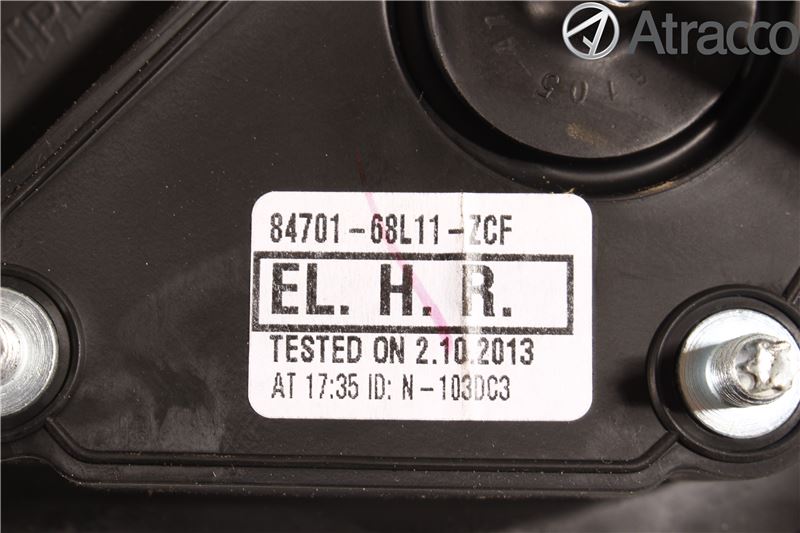 Atracco
84701-68L11-ZCF
EL. H. R.
TESTED ON 2.10.2013
AT 17:35 ID: N-103DC3